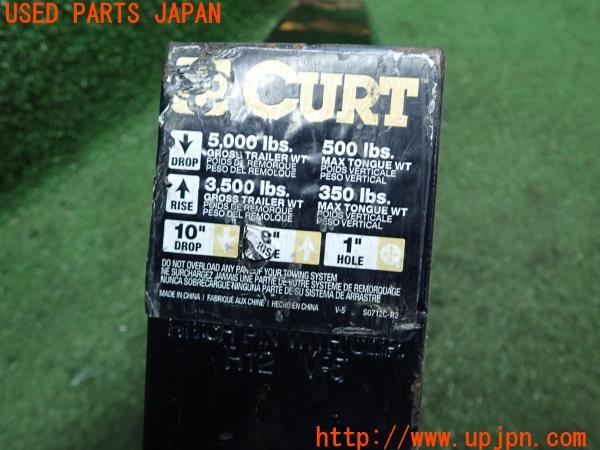 USED PARTS JAPAN
CURT
DROP
5,000 lbs.
GROSS TRAILER WT
POIDS DE REMORQUE
PESO DEL REMOLQUE
500 lbs.
MAX TONGUE WT
POIDS VERTICALE
PESO VERTICAL
RISE
3,500 lbs.
GROSS TRAILER WT
POIDS DE REMORQUE
PESO DEL REMOLQUE
350 lbs.
MAX TONGUE WT
POIDS VERTICALE
PESO VERTICAL
10" DROP
RISE
1" HOLE
DO NOT OVERLOAD ANY PART OF YOUR TOWING SYSTEM
NE SURCHARGEZ JAMAIS UNE PARTIE DE VOTRE SYSTÈME DE REMORQUAGE
NUNCA SOBRECARGUE NINGUNA PARTE DE SU SISTEMA DE ARRASTRE
MADE IN CHINA | FABRIQUÉ AUX CHINE | HECHO EN CHINA V-5 S0712C-R2
V-5
http://www.upjpn.com/